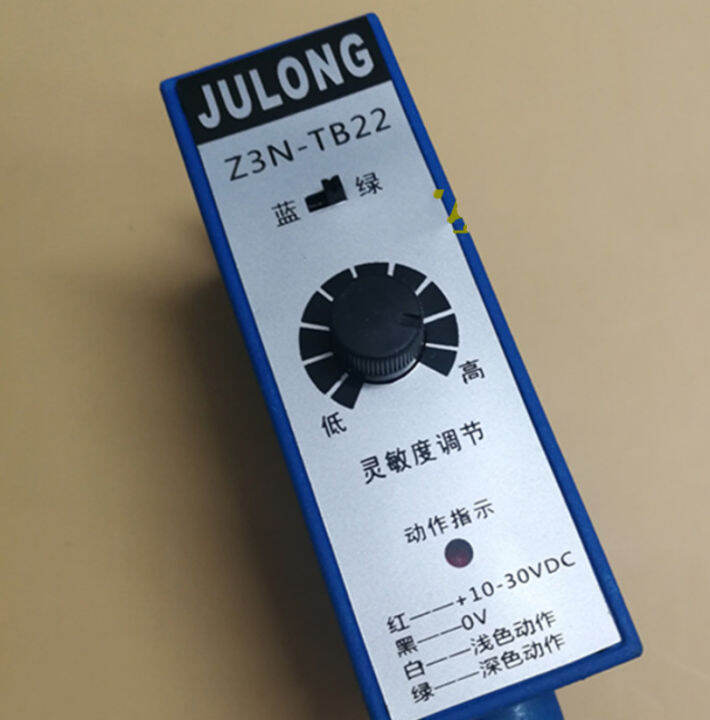 JULONG
Z3N-TB22
蓝 绿
低 高
灵敏度调节
动作指示
红——+10-30VDC
黑——0V
白——浅色动作
绿——深色动作